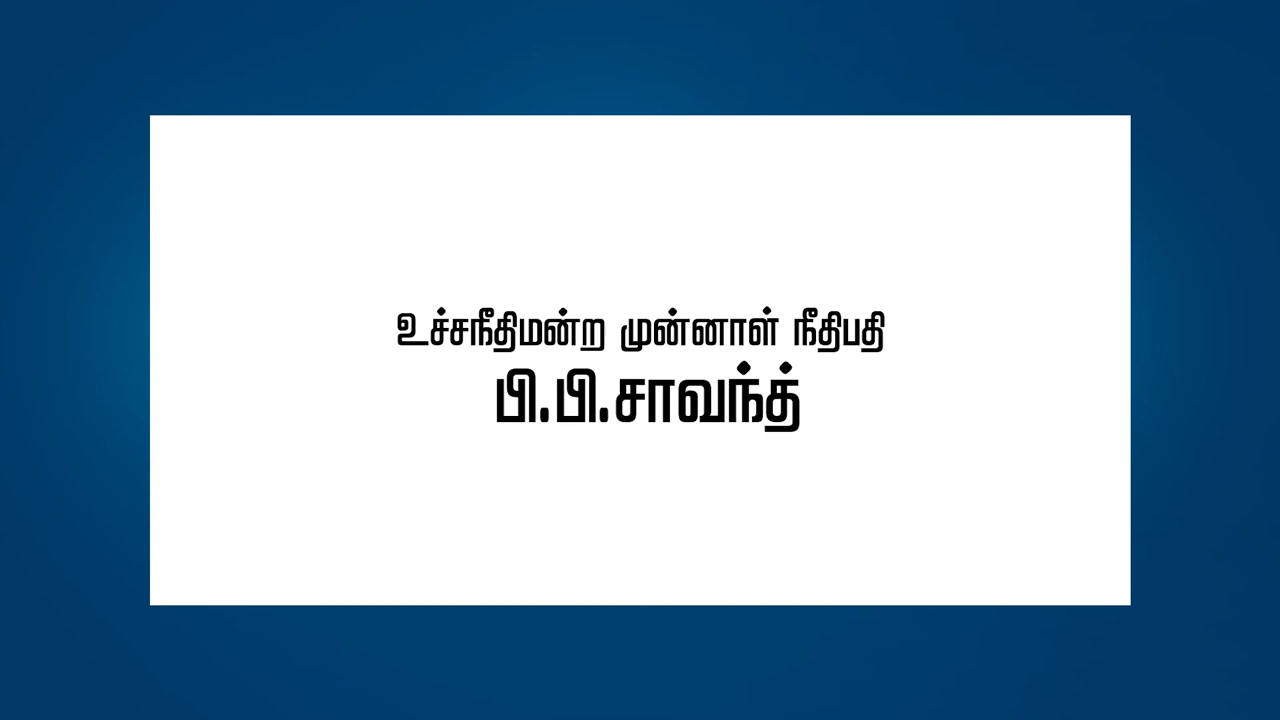 உச்சநீதிமன்ற முன்னாள் நீதிபதி
பி.பி.சாவந்த்